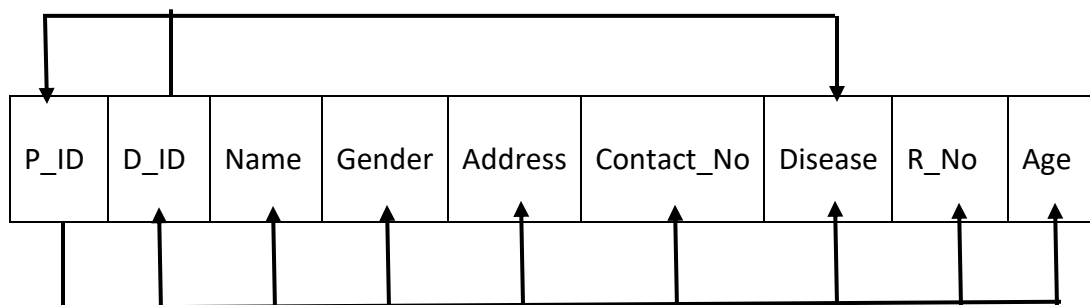 P_ID D_ID Name Gender Address Contact_No Disease R_No Age